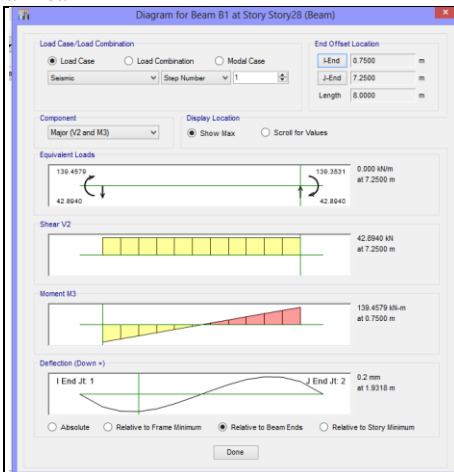 Diagram for Beam B1 at Story Story28 (Beam)
Load Case/Load Combination
End Offset Location
Load Case Load Combination Modal Case
I-End 0.7500 m
Seismic Step Number 1
J-End 7.2500 m
Length 8.0000 m
Component
Display Location
Major (V2 and M3) Show Max Scroll for Values
Equivalent Loads
139.4579 139.3531 0.000 kN/m
at 7.2500 m
42.8940 42.8940
Shear V2
42.8940 kN
at 7.2500 m
Moment M3
139.4579 kN-m
at 0.7500 m
Deflection (Down +)
I End Jt: 1 J End Jt: 2 0.2 mm
at 1.9318 m
Absolute Relative to Frame Minimum Relative to Beam Ends Relative to Story Minimum
Done